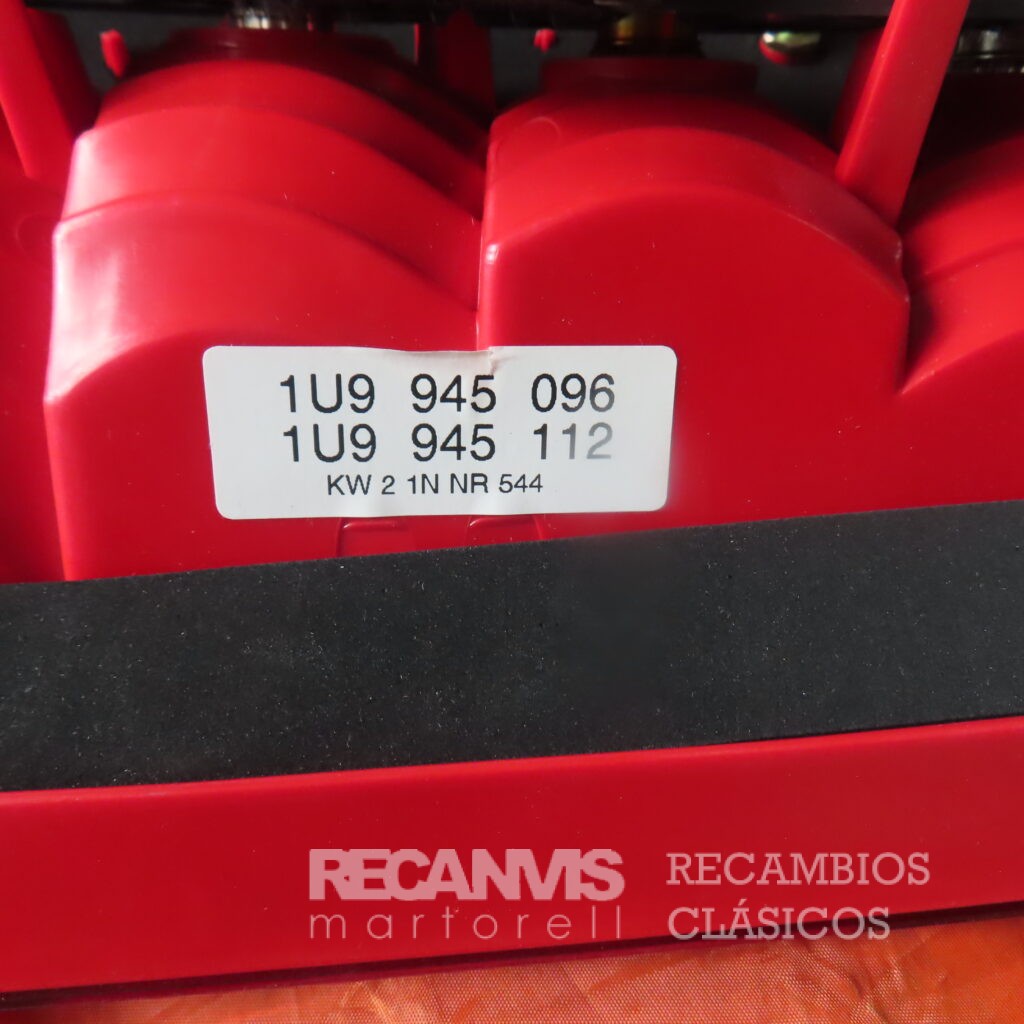 1U9 945 096
1U9 945 112
KW 2 1N NR 544
RECANVIS
martorell
RECAMBIOS
CLÁSICOS